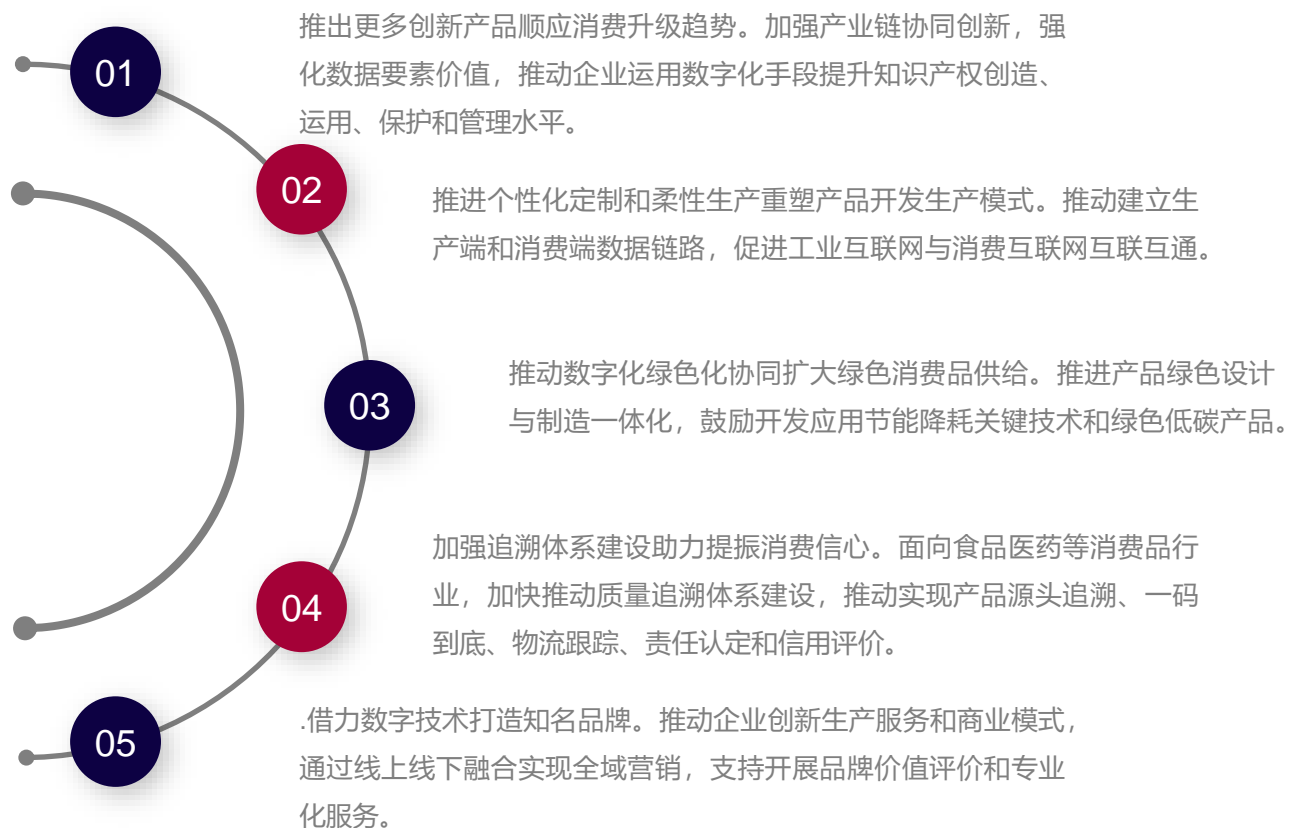 01
推出更多创新产品顺应消费升级趋势。加强产业链协同创新，强
化数据要素价值，推动企业运用数字化手段提升知识产权创造、
运用、保护和管理水平。
02
推进个性化定制和柔性生产重塑产品开发生产模式。推动建立生
产端和消费端数据链路，促进工业互联网与消费互联网互联互通。
03
推动数字化绿色化协同扩大绿色消费品供给。推进产品绿色设计
与制造一体化，鼓励开发应用节能降耗关键技术和绿色低碳产品。
04
加强追溯体系建设助力提振消费信心。面向食品医药等消费品行
业，加快推动质量追溯体系建设，推动实现产品源头追溯、一码
到底、物流跟踪、责任认定和信用评价。
05
.借力数字技术打造知名品牌。推动企业创新生产服务和商业模式，
通过线上线下融合实现全域营销，支持开展品牌价值评价和专业
化服务。